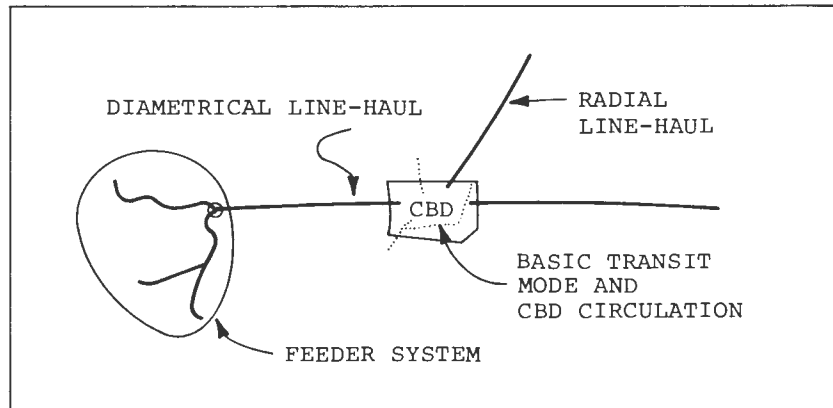 DIAMETRICAL LINE-HAUL
RADIAL
LINE-HAUL
CBD
BASIC TRANSIT
MODE AND
CBD CIRCULATION
FEEDER SYSTEM